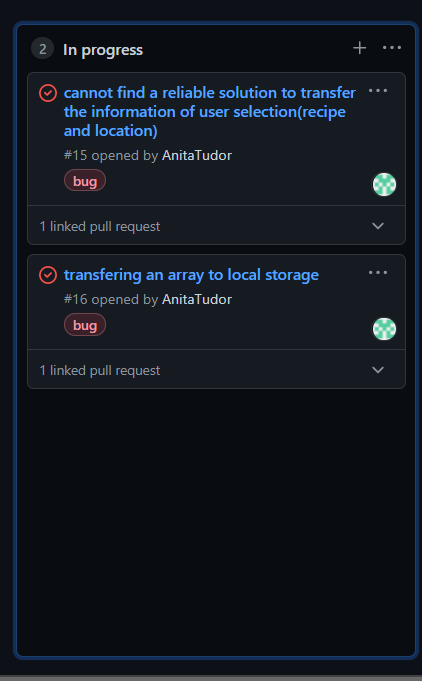 2 In progress
cannot find a reliable solution to transfer
the information of user selection(recipe
and location)
#15 opened by AnitaTudor
bug
1 linked pull request
transfering an array to local storage
#16 opened by AnitaTudor
bug
1 linked pull request